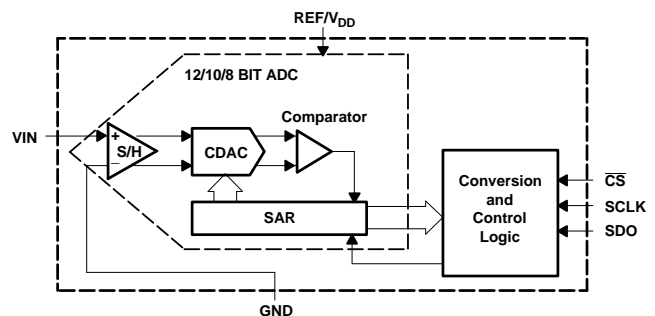 REF/VDD
12/10/8 BIT ADC
Comparator
VIN
+
S/H
–
CDAC
SAR
Conversion
and
Control
Logic
CS
SCLK
SDO
GND